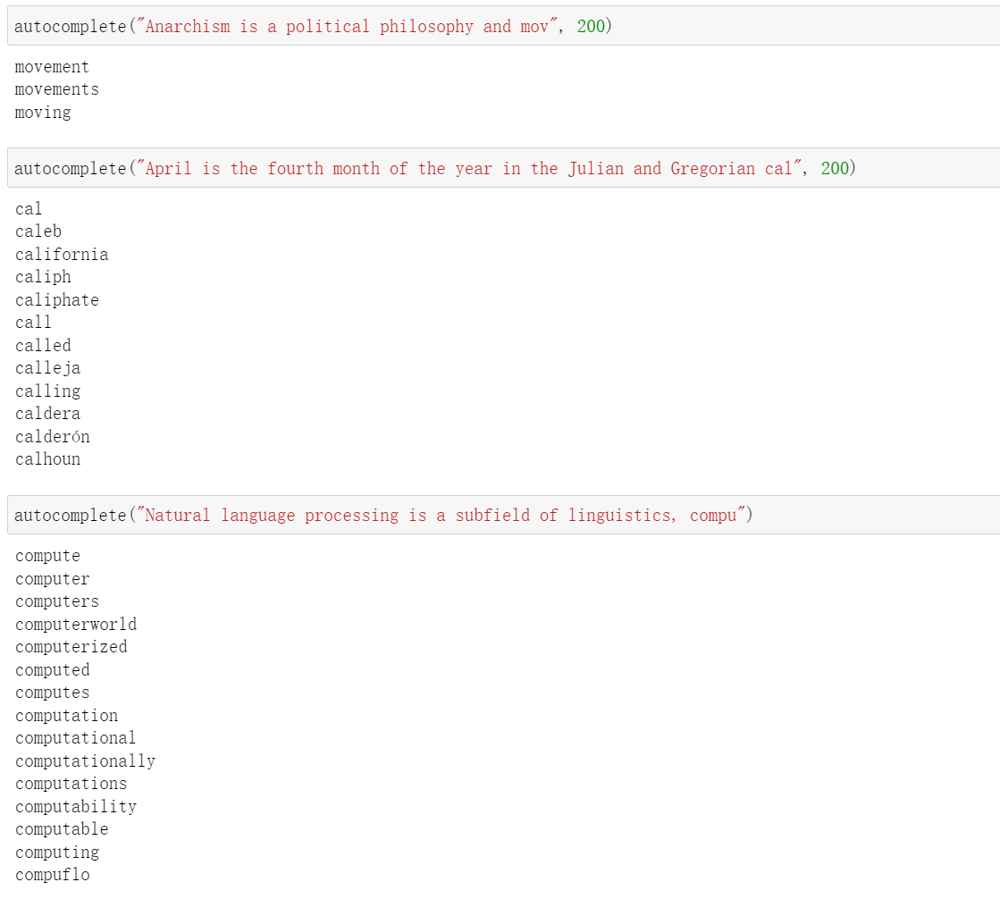 autocomplete("Anarchism is a political philosophy and mov", 200)
movement
movements
moving
autocomplete("April is the fourth month of the year in the Julian and Gregorian cal", 200)
cal
caleb
california
caliph
caliphate
call
called
calleja
calling
caldera
calderón
calhoun
autocomplete("Natural language processing is a subfield of linguistics, compu")
compute
computer
computers
computerworld
computerized
computed
computes
computation
computational
computationally
computations
computability
computable
computing
compuflo